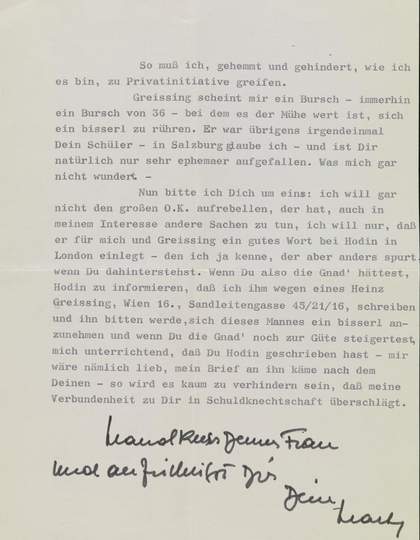 So muß ich, gehemmt und gehindert, wie ich
es bin, zu Privatinitiative greifen.
Greissing scheint mir ein Bursch - immerhin
ein Bursch von 36 - bei dem es der Mühe wert ist, sich
ein bisserl zu rühren. Er war übrigens irgendeinmal
Dein Schüler - in Salzburg glaube ich - und ist Dir
natürlich nur sehr ephemaer aufgefallen. Was mich gar
nicht wundert. -
Nun bitte ich Dich um eins: ich will gar
nicht den großen O.K. aufrebellen, der hat, auch in
meinem Interesse andere Sachen zu tun, ich will nur, daß
er für mich und Greissing ein gutes Wort bei Hodin in
London einlegt - den ich ja kenne, der aber anders spurt,
wenn Du dahinterstehst. Wenn Du also die Gnad' hättest,
Hodin zu informieren, daß ich ihm wegen eines Heinz
Greissing, Wien 16., Sandleitengasse 43/21/16, schreiben
und ihn bitten werde,sich dieses Mannes ein bisserl an-
zunehmen und wenn Du die Gnad' noch zur Güte steigertest,
mich unterrichtend, daß Du Hodin geschrieben hast - mir
wäre nämlich lieb, mein Brief an ihn käme nach dem
Deinen - so wird es kaum zu verhindern sein, daß meine
Verbundenheit zu Dir in Schuldknechtschaft überschlägt.
Handkuss Deiner Frau
und aufrichtigst Dir
Dein